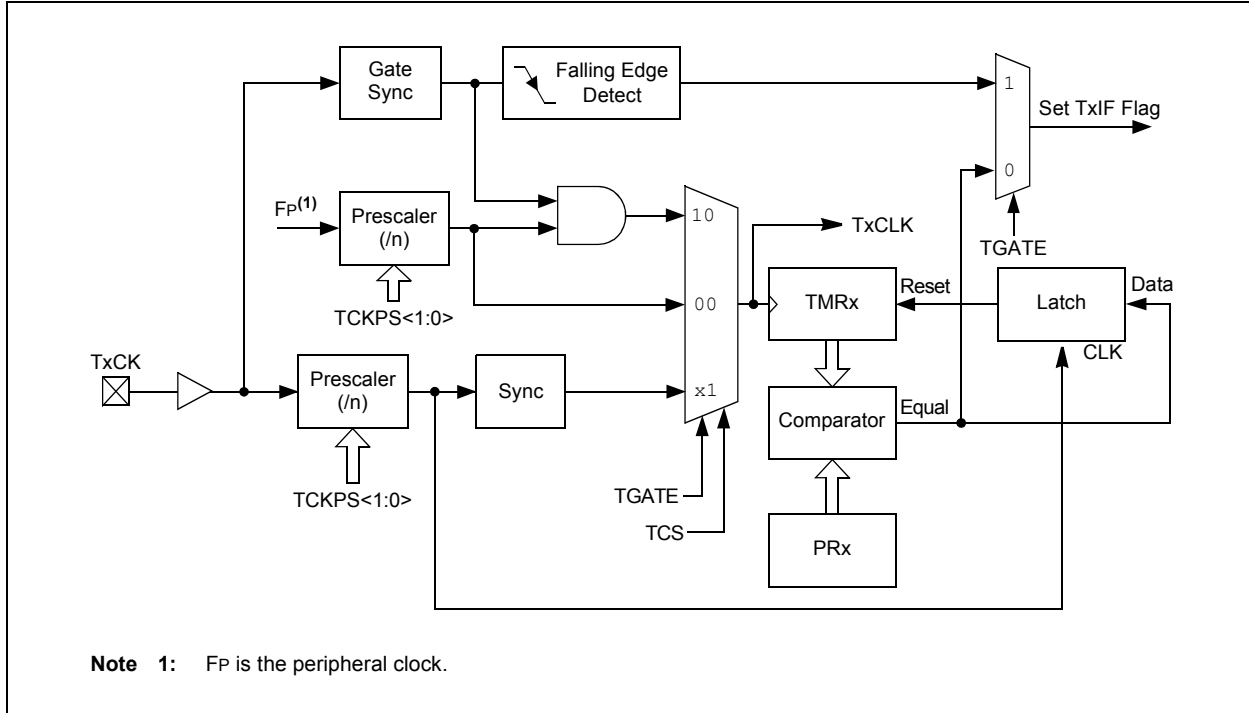 Gate
Sync
Falling Edge
Detect
1
Set TxIF Flag
0
FP(1)
Prescaler
(/n)
10
TxCLK
TGATE
TCKPS<1:0>
00
TMRx
Reset
Latch
Data
CLK
TxCK
Prescaler
(/n)
Sync
x1
Comparator
Equal
TCKPS<1:0>
TGATE
TCS
PRx
Note 1: FP is the peripheral clock.